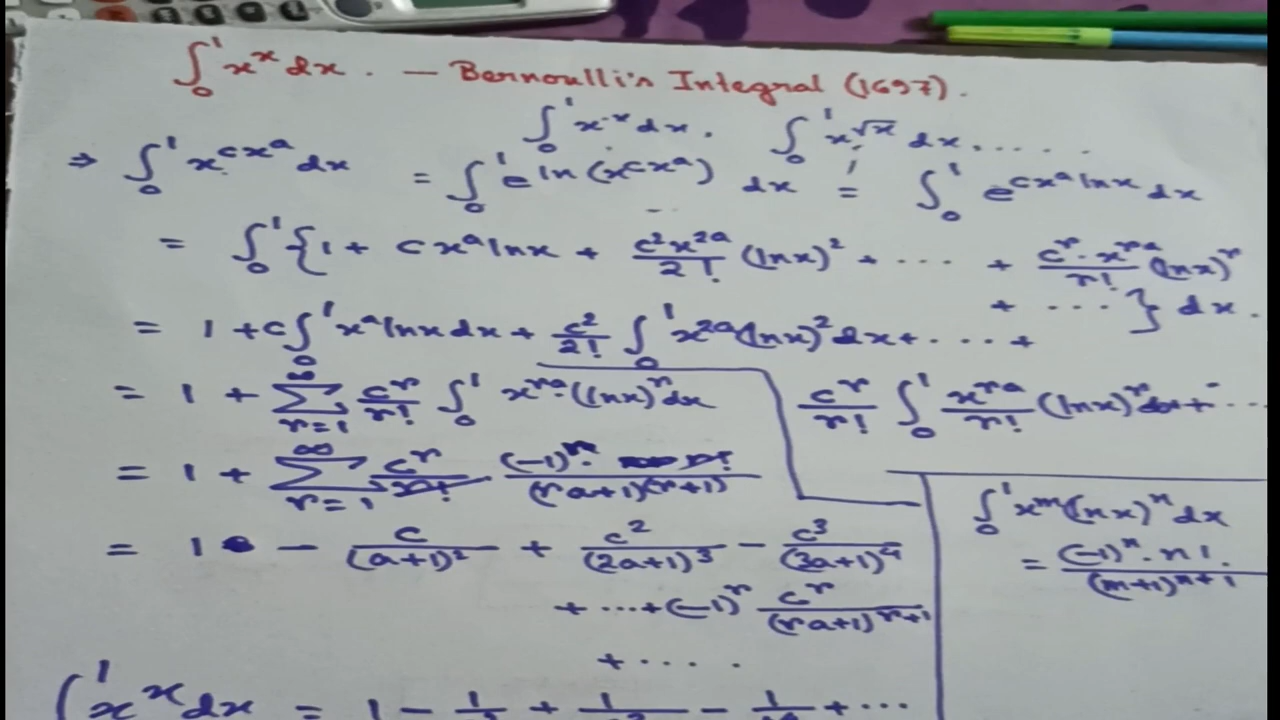 ∫₀¹ xˣ dx. — Bernoulli's Integral (1697).
∫₀¹ x⁻ˣ dx. ∫₀¹ x^√x dx, .....
⇒ ∫₀¹ x^(cx^a) dx = ∫₀¹ e^(ln(x^(cx^a))) dx = ∫₀¹ e^(cx^a ln x) dx
= ∫₀¹ {1 + cx^a ln x + c²x^(2a)/2! (ln x)² + .... + c^r · x^(ra)/r! (ln x)^r
+ .... } dx.
= 1 + c∫₀¹ x^a ln x dx + c²/2! ∫₀¹ x^(2a) (ln x)² dx + .... +
c^r/r! ∫₀¹ x^(ra)/r! (ln x)^r dx + ...
= 1 + Σ_(r=1)^∞ c^r/r! ∫₀¹ x^(ra) · (ln x)^r dx
= 1 + Σ_(r=1)^∞ c^r/r! (-1)^r · r!/(ra+1)^(r+1)
∫₀¹ x^m (ln x)^n dx
= (-1)^n · n!/(m+1)^(n+1)
= 1 - c/(a+1)² + c²/(2a+1)³ - c³/(3a+1)⁴
+ ... + (-1)^r c^r/(ra+1)^(r+1)
+ .....
∫₀¹ xˣ dx = 1 - + - + ...